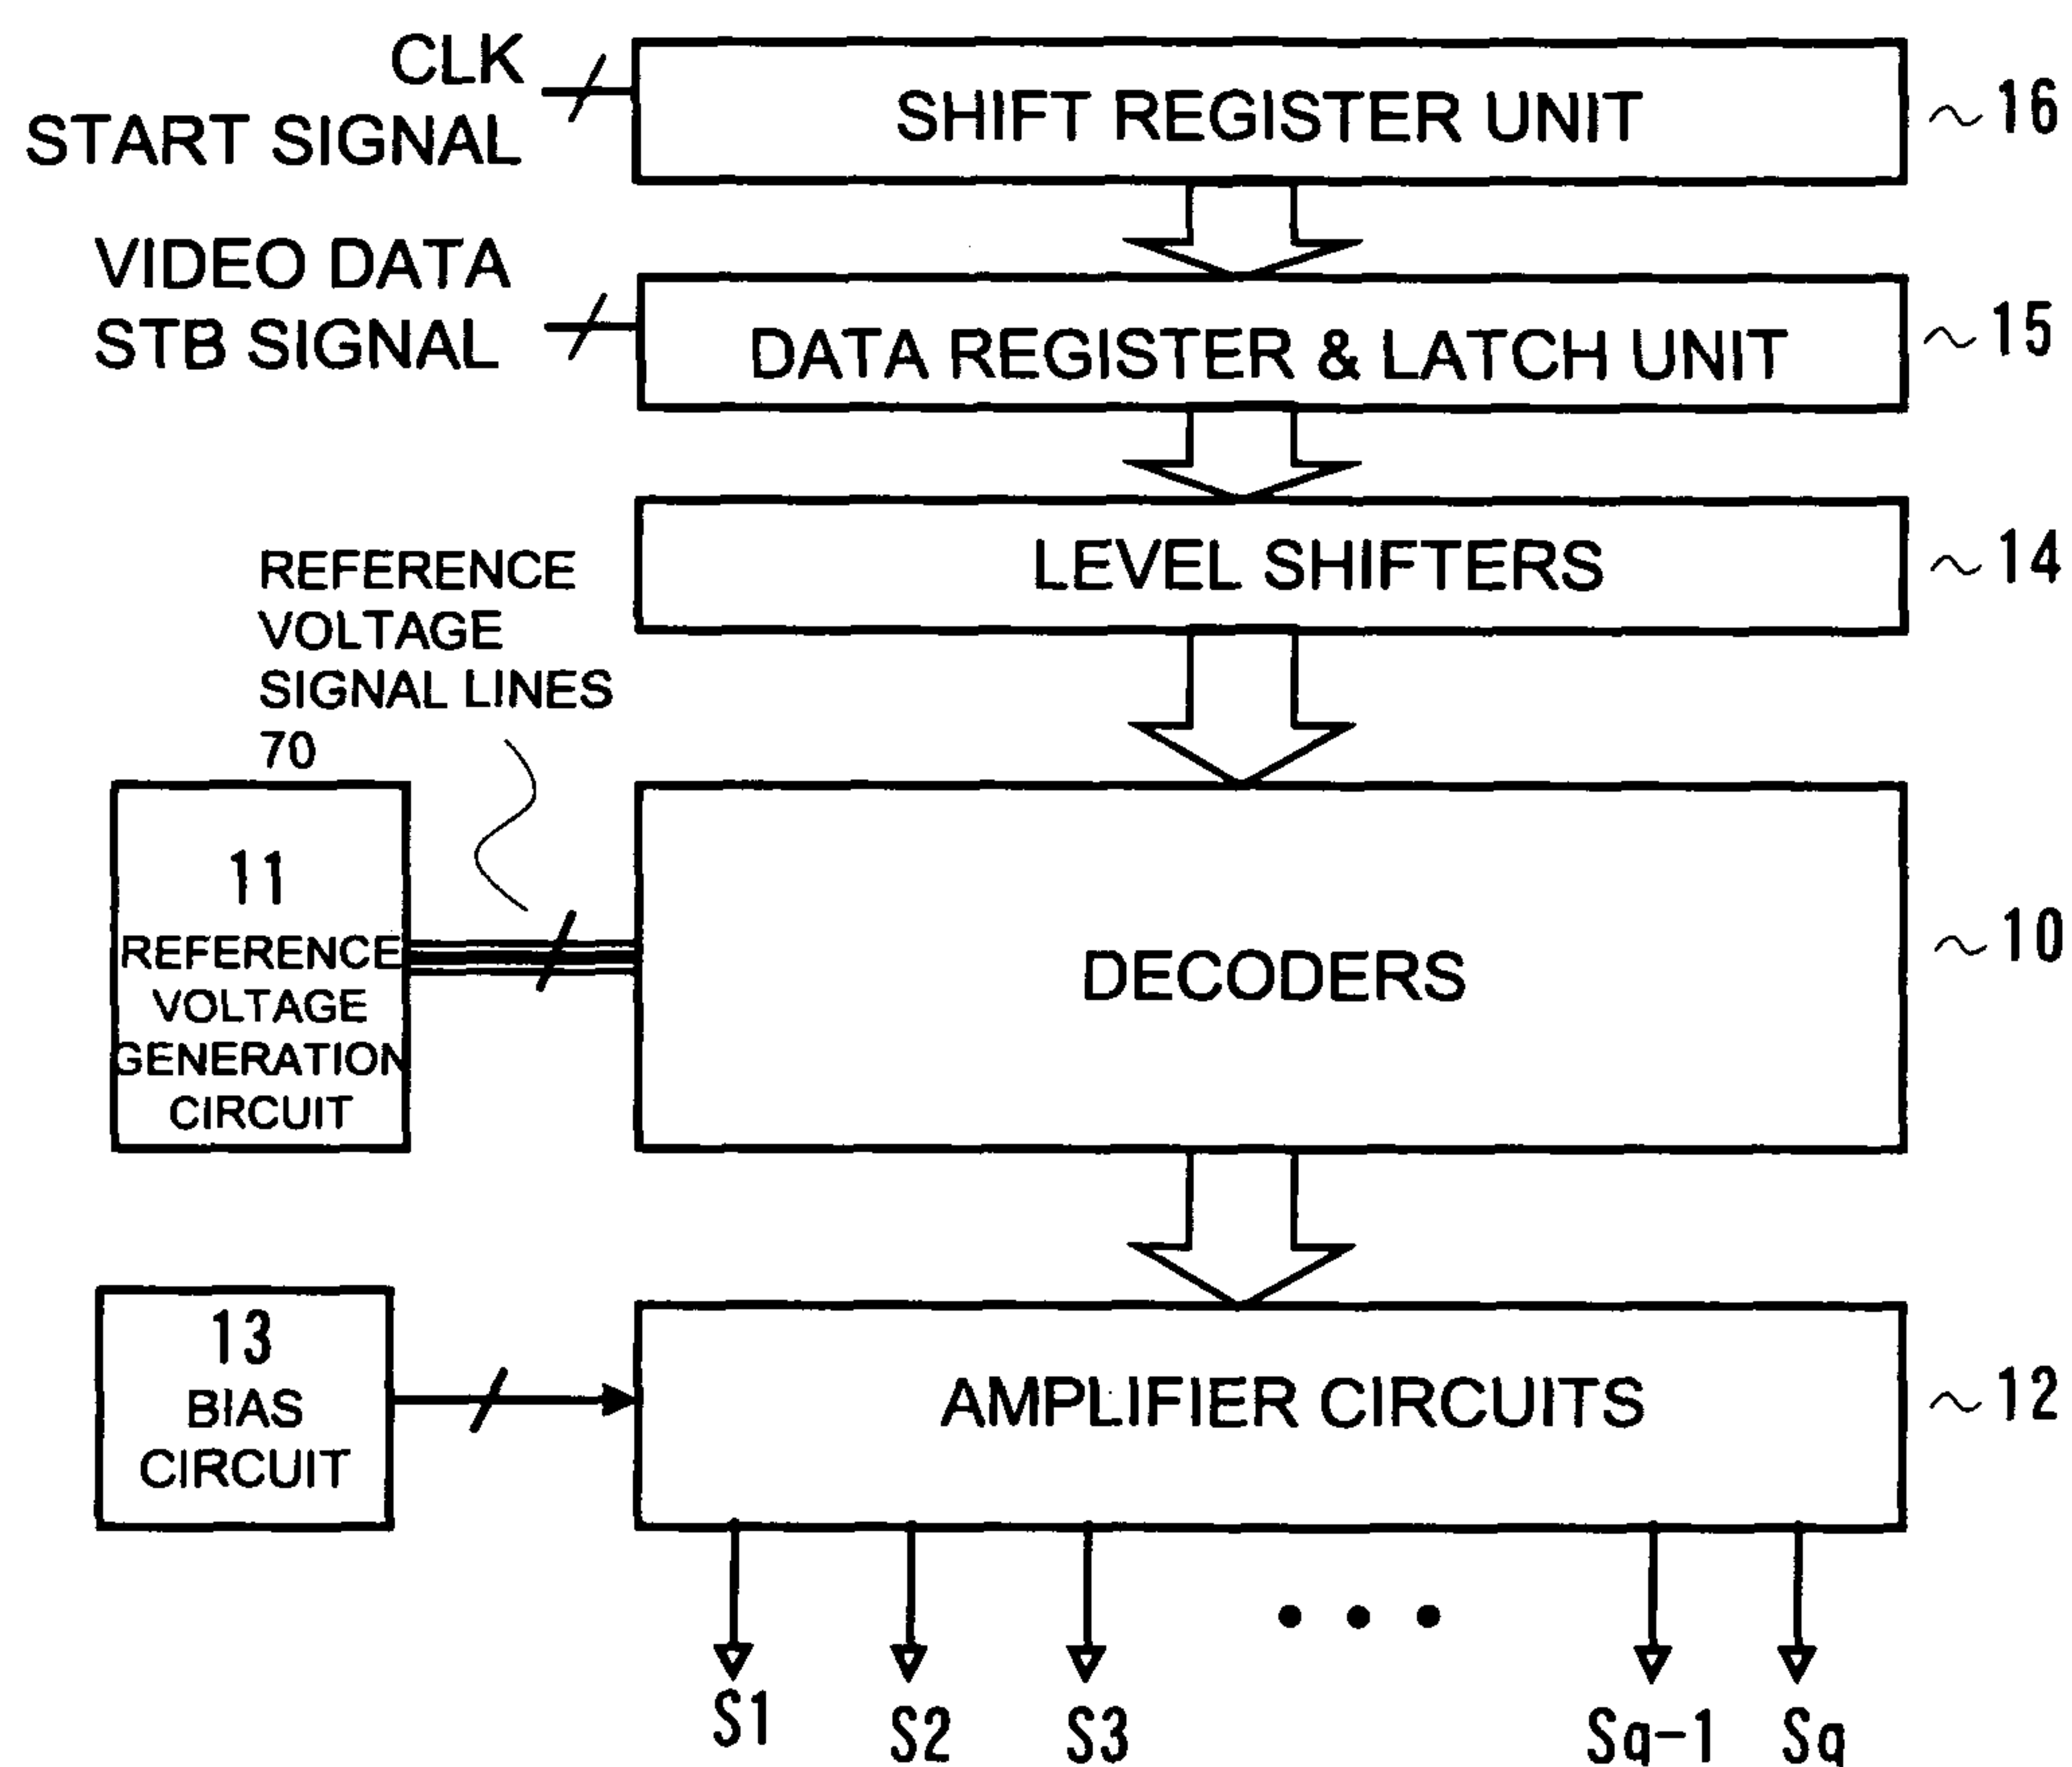 CLK
START SIGNAL
SHIFT REGISTER UNIT
16
VIDEO DATA
STB SIGNAL
DATA REGISTER & LATCH UNIT
15
LEVEL SHIFTERS
14
REFERENCE
VOLTAGE
SIGNAL LINES
70
11
REFERENCE
VOLTAGE
GENERATION
CIRCUIT
DECODERS
10
13
BIAS
CIRCUIT
AMPLIFIER CIRCUITS
12
S1
S2
S3
Sq-1
Sq